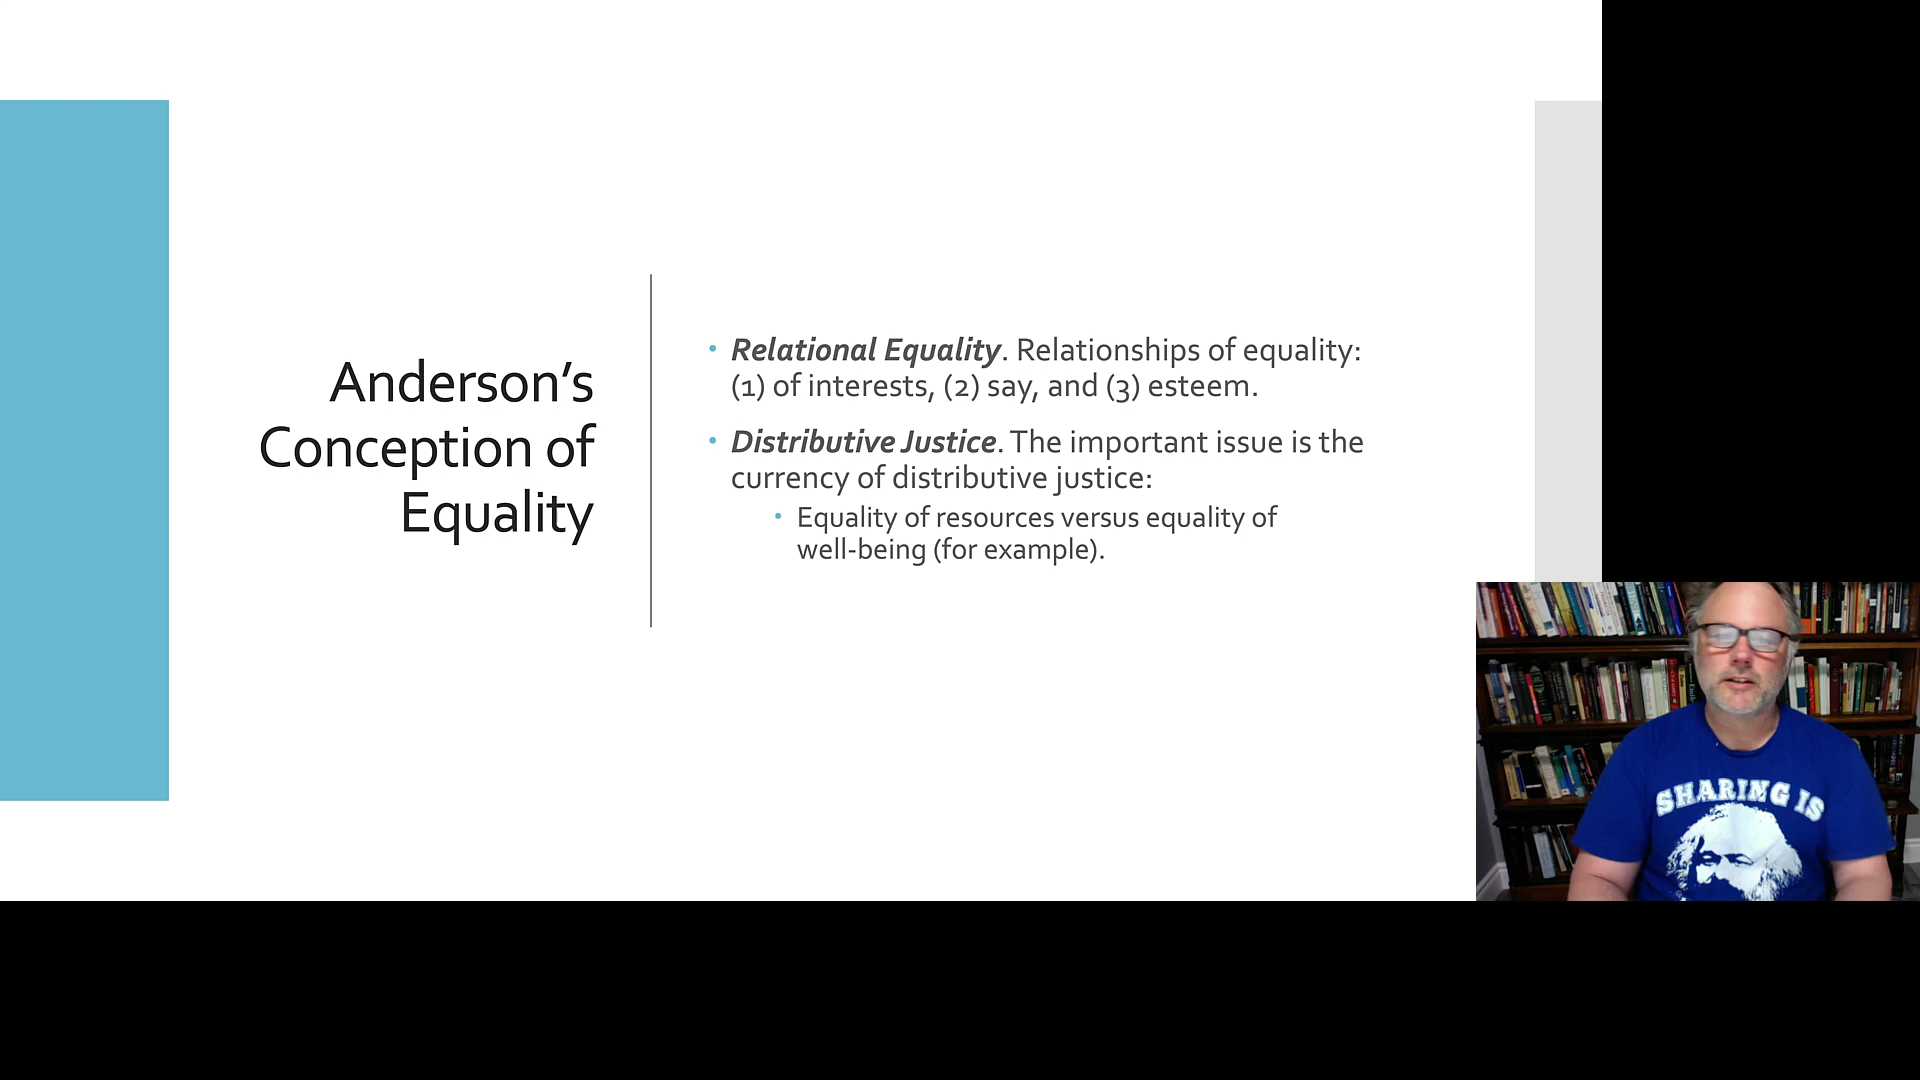 Anderson’s
Conception of
Equality
• Relational Equality. Relationships of equality:
(1) of interests, (2) say, and (3) esteem.
• Distributive Justice. The important issue is the
currency of distributive justice:
• Equality of resources versus equality of
well-being (for example).
SHARING IS